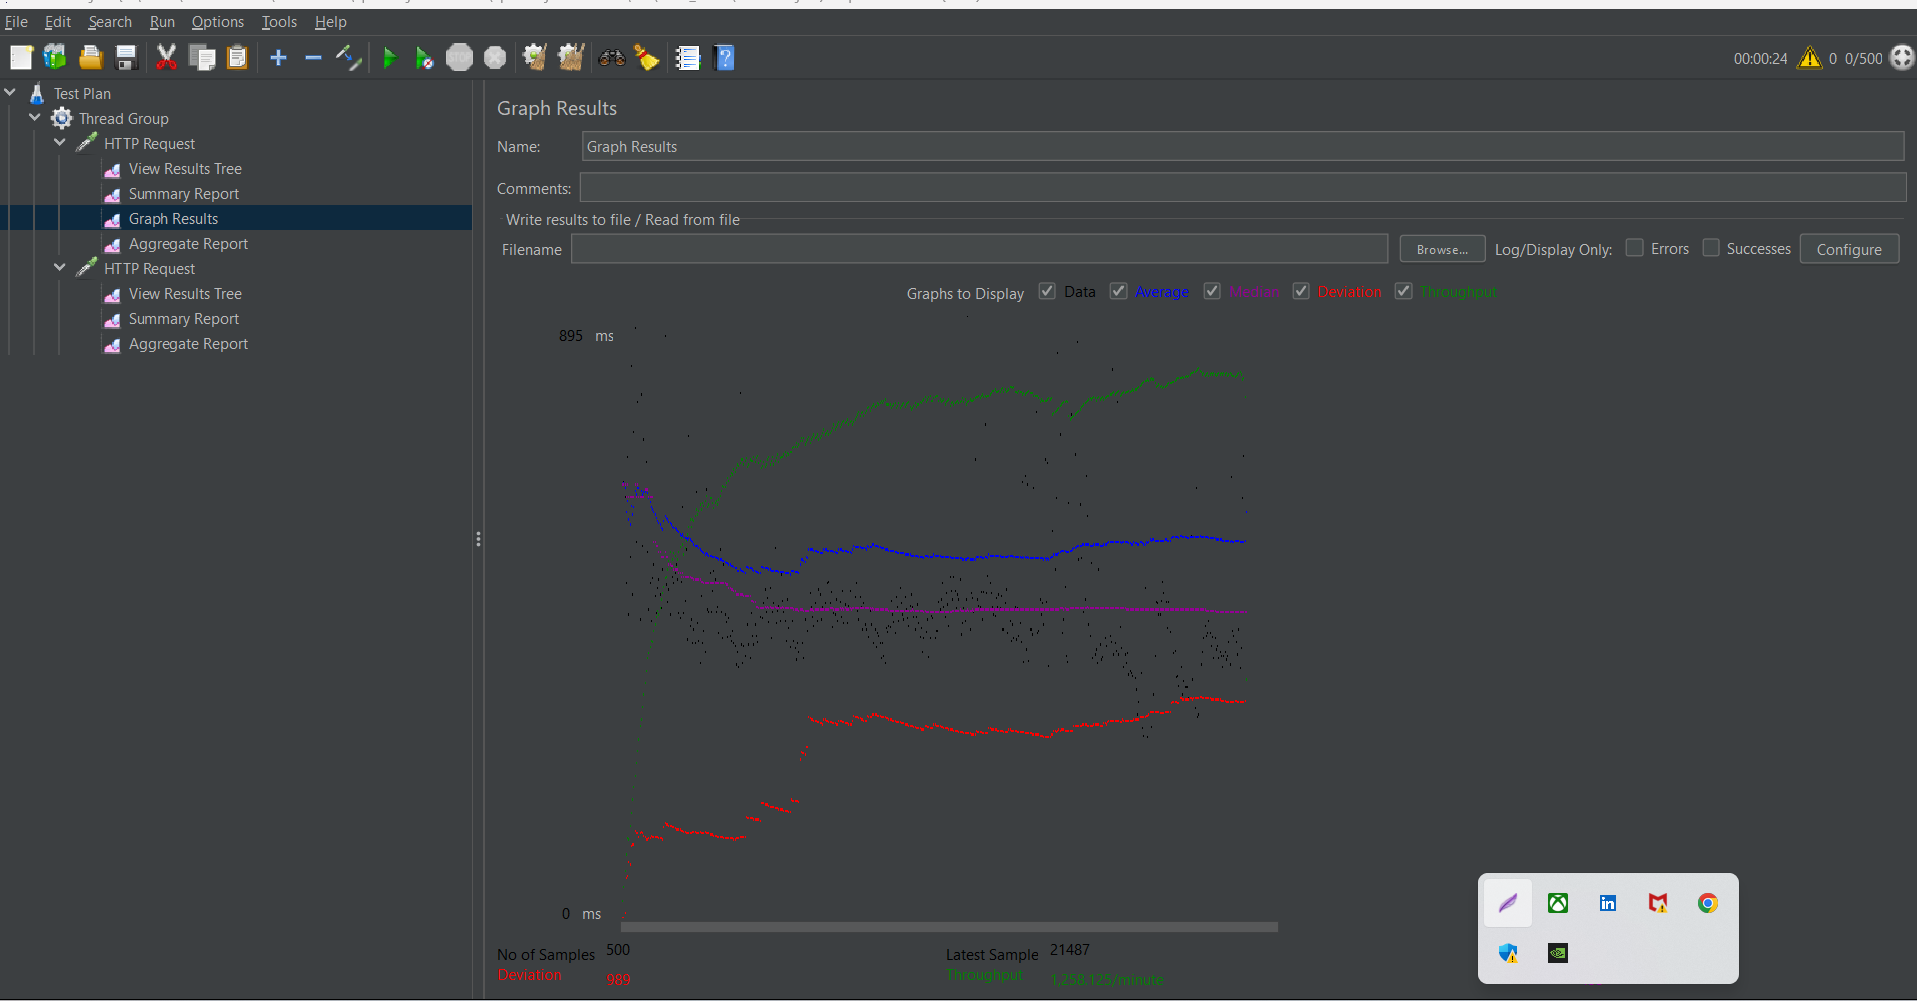 File Edit Search Run Options Tools Help
00:00:24 0 0/500
Test Plan
Thread Group
HTTP Request
View Results Tree
Summary Report
Graph Results
Aggregate Report
HTTP Request
View Results Tree
Summary Report
Aggregate Report
Graph Results
Name: Graph Results
Comments:
Write results to file / Read from file
Filename Browse... Log/Display Only: Errors Successes Configure
Graphs to Display Data Average Median Deviation Throughput
895 ms
0 ms
No of Samples 500 Latest Sample 21487
Deviation 989 Throughput 1,258.125/minute